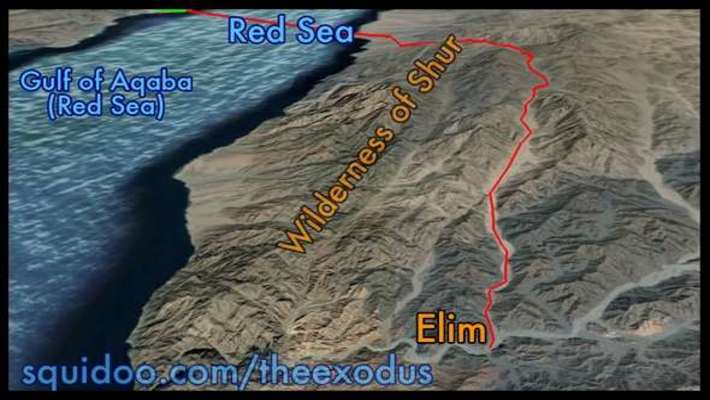 Red Sea
Gulf of Aqaba
(Red Sea)
Wilderness of Shur
Elim
squidoo.com/theexodus